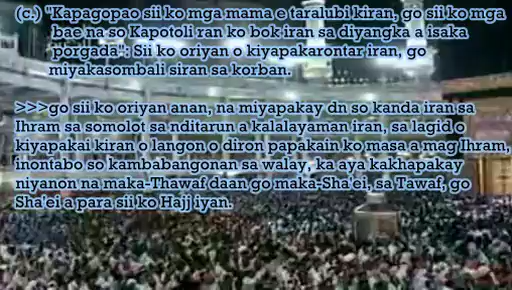 (c.) "Kapagopao sii ko mga mama e taralubi kiran, go sii ko mga
bae na so Kapotoli ran ko bok iran sa diyangka a isaka
porgada": Sii ko oriyan o kiyapakarontar iran, go
miyakasombali siran sa korban.
>>>go sii ko oriyan anan, na miyapakay dn so kanda iran sa
Ihram sa somolot sa nditarun a kalalayaman iran, sa lagid o
kiyapakai kiran o langon o diron papakain ko masa a mag Ihram,
inontabo so kambabangonan sa walay, ka aya kakhapakay
niyanon na maka-Thawaf daan go maka-Sha'ei, sa Tawaf, go
Sha'ei a para sii ko Hajj iyan.